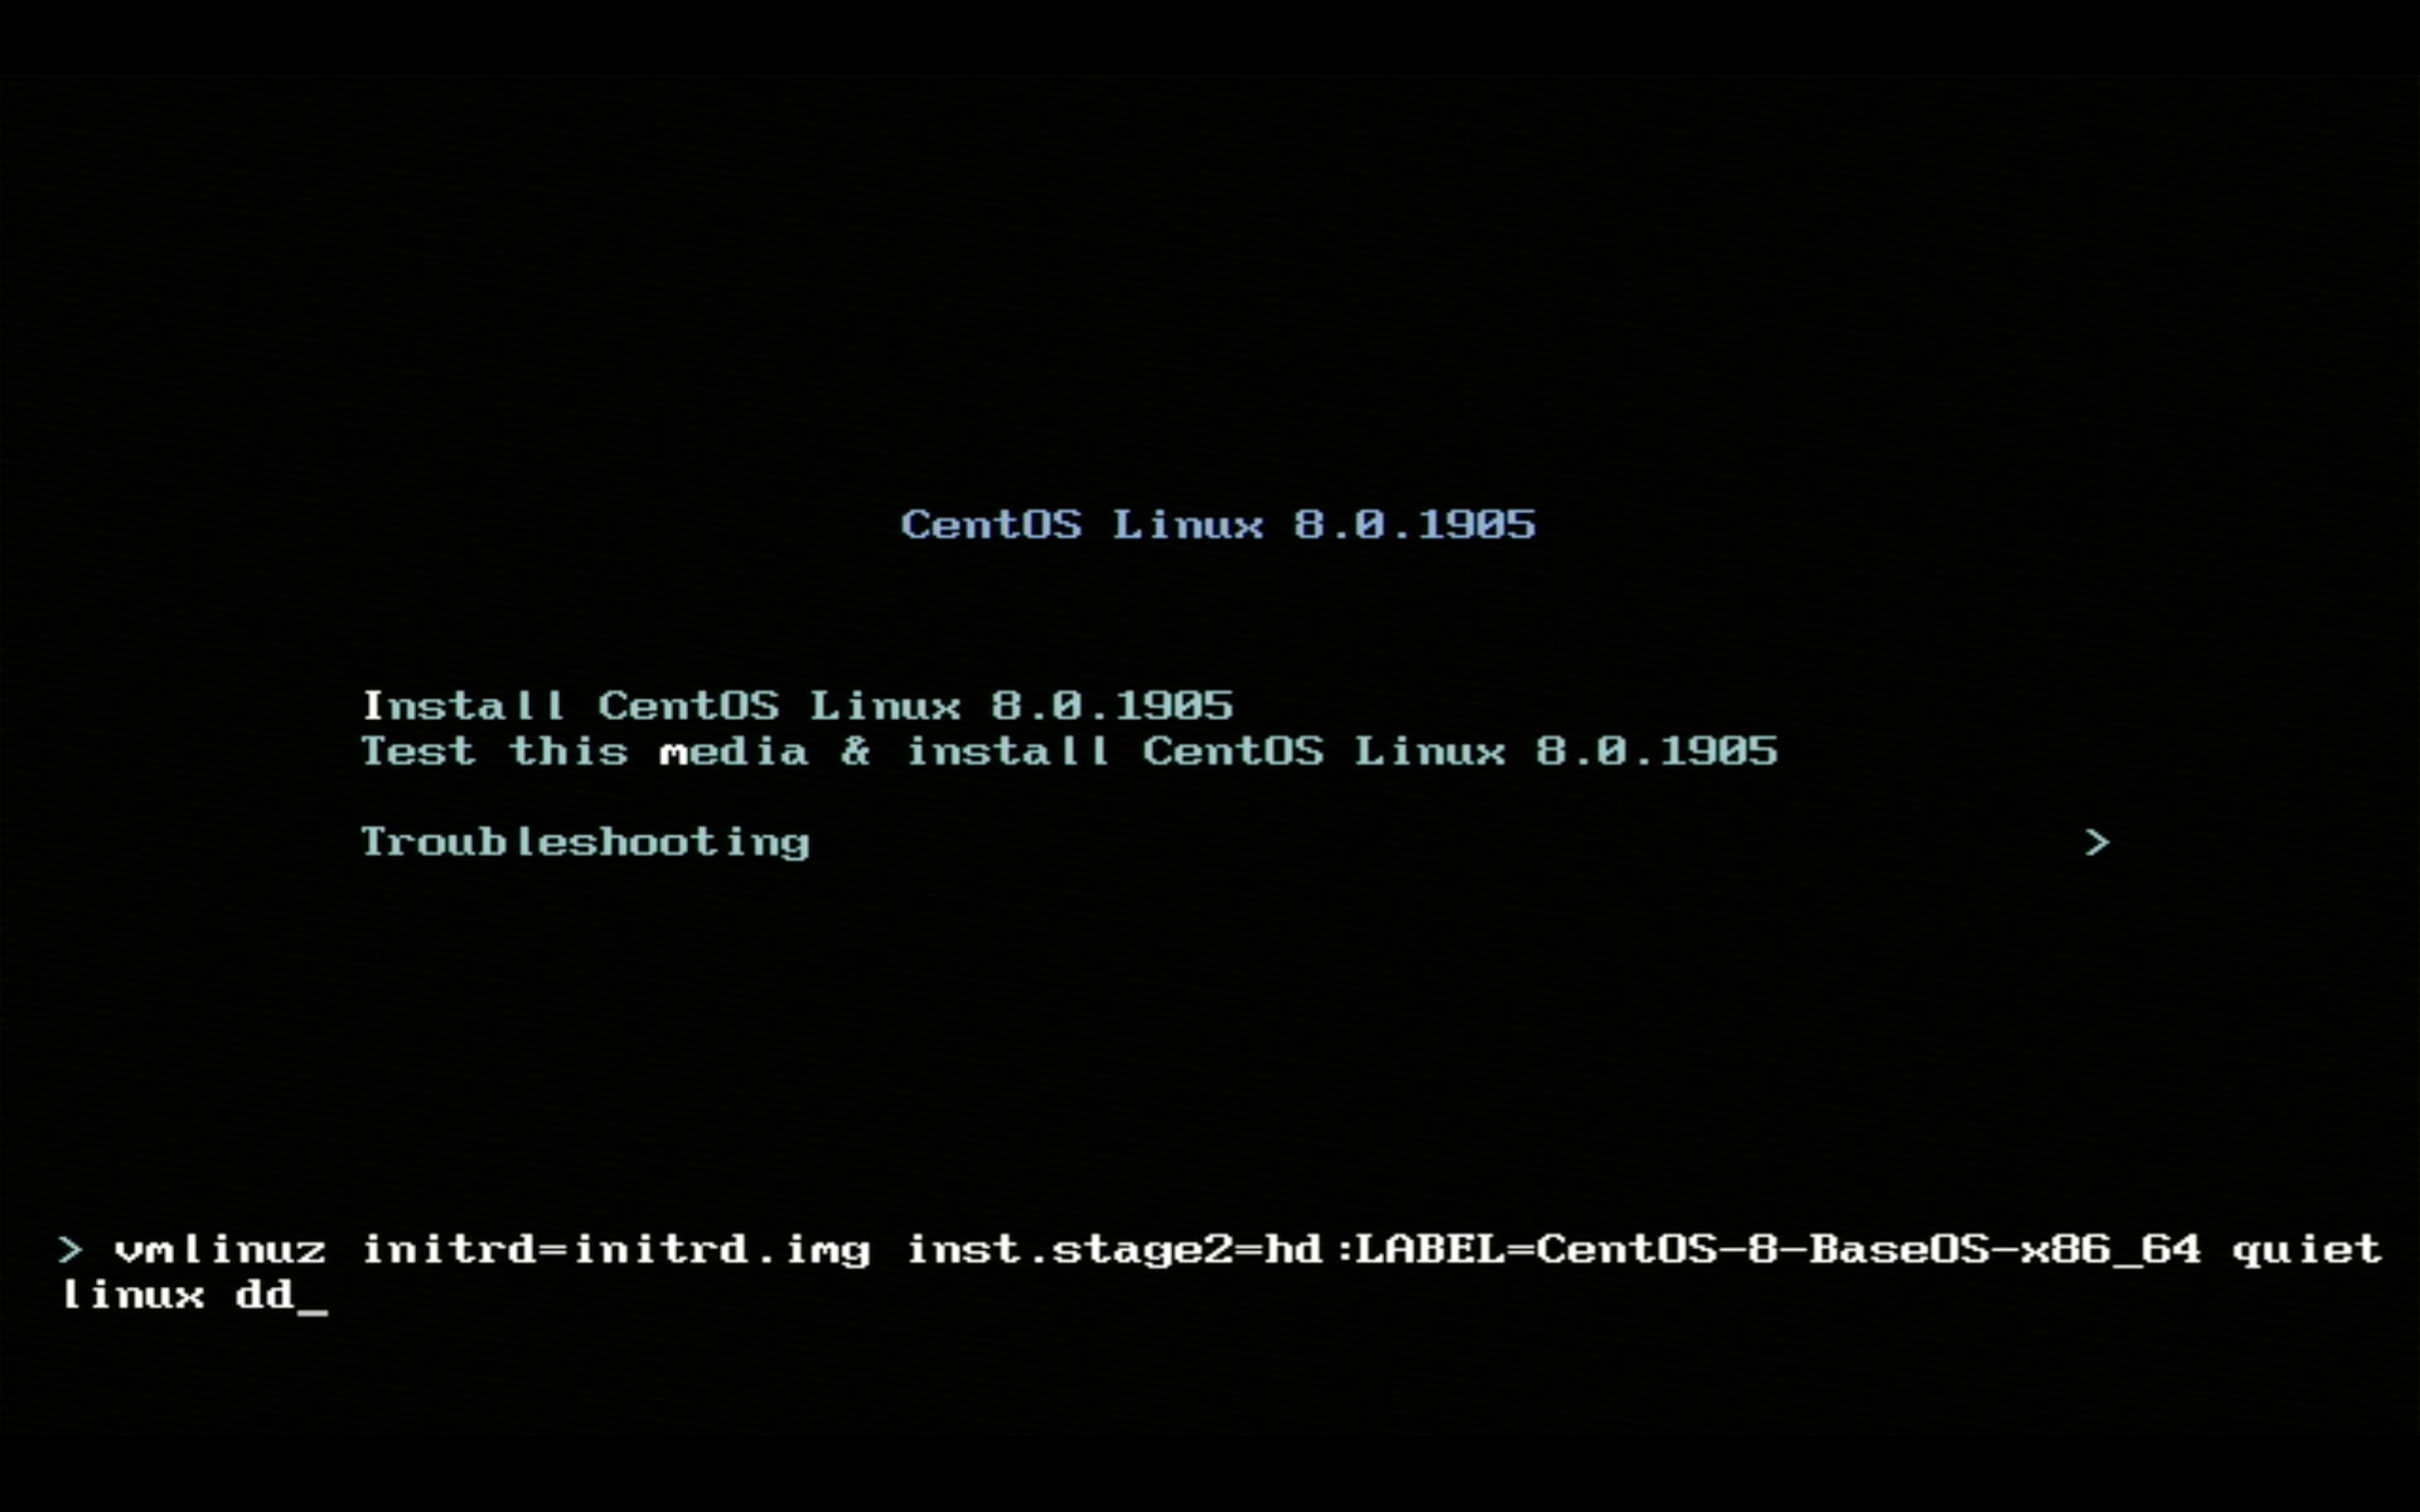 CentOS Linux 8.0.1905
Install CentOS Linux 8.0.1905
Test this media & install CentOS Linux 8.0.1905
Troubleshooting >
> vmlinuz initrd=initrd.img inst.stage2=hd:LABEL=CentOS-8-BaseOS-x86_64 quiet
linux dd_